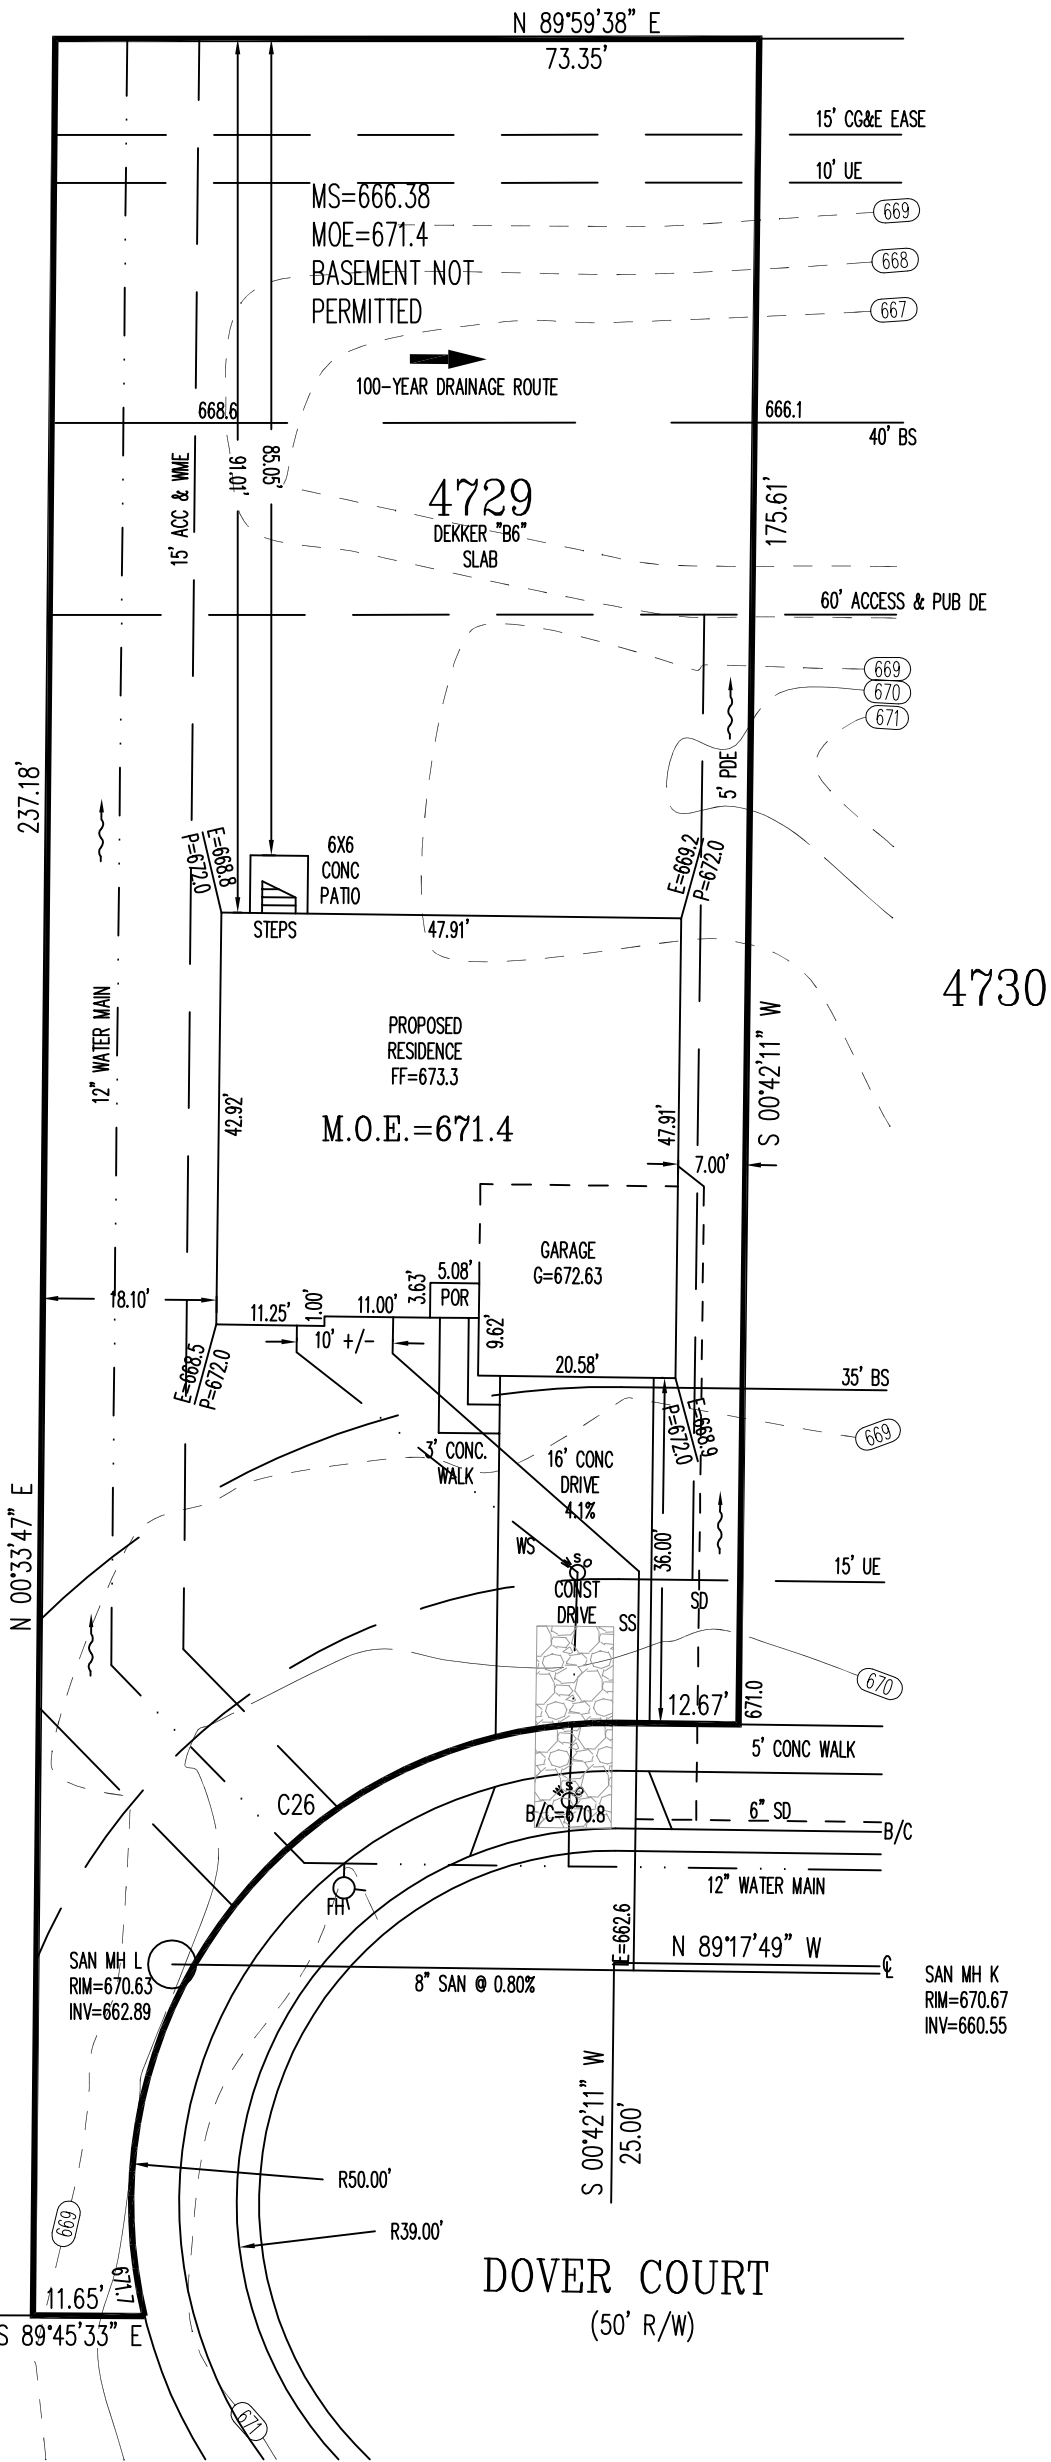 N 89°59'38" E
73.35'
15' CG&E EASE
10' UE
MS=666.38
MOE=671.4
BASEMENT NOT
PERMITTED
669
668
667
100-YEAR DRAINAGE ROUTE
668.6
666.1
40' BS
15' ACC & WME
91.01'
85.05'
4729
DEKKER "B6"
SLAB
175.61'
60' ACCESS & PUB DE
669
670
671
5' PDE
237.18'
E=668.8
P=672.0
6X6
CONC
PATIO
E=669.2
P=672.0
STEPS
47.91'
4730
12" WATER MAIN
PROPOSED
RESIDENCE
FF=673.3
S 00°42'11" W
42.92'
M.O.E.=671.4
47.91'
7.00'
GARAGE
G=672.63
18.10'
11.25'
1.00'
11.00'
3.63'
5.08'
POR
10' +/-
9.62'
20.58'
E=668.5
P=672.0
35' BS
E=668.9
P=672.0
669
3' CONC.
WALK
16' CONC
DRIVE
4.1%
N 00°33'47" E
WS
WSO
36.00'
15' UE
CONST
DRIVE
SD
SS
670
12.67'
671.0
5' CONC WALK
C26
WSO
B/C=670.8
6" SD
B/C
12" WATER MAIN
FH
E=662.6
N 89°17'49" W
SAN MH L
RIM=670.63
INV=662.89
8" SAN @ 0.80%
CL
SAN MH K
RIM=670.67
INV=660.55
S 00°42'11" W
25.00'
R50.00'
669
R39.00'
671.7
11.65'
S 89°45'33" E
DOVER COURT
(50' R/W)
671